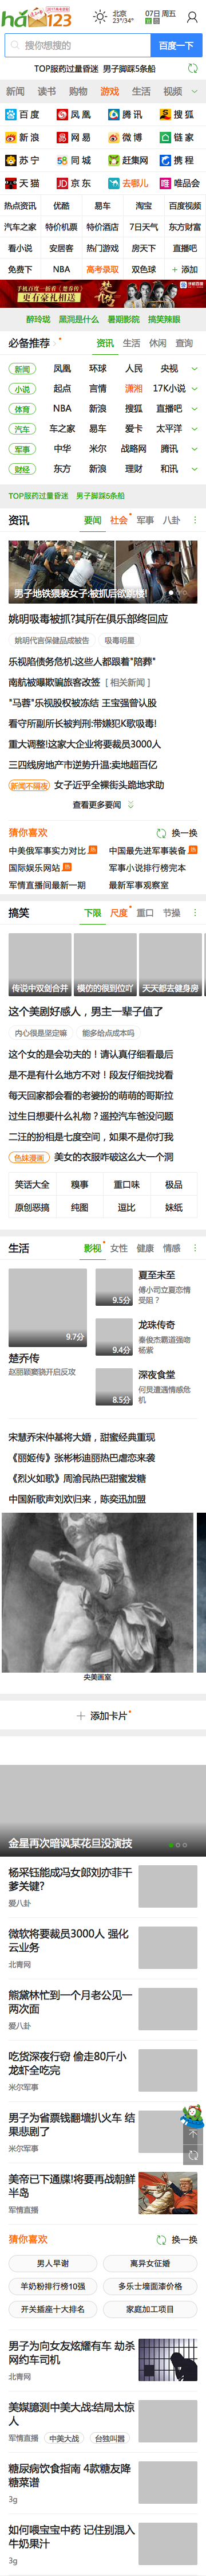 hao123
北京
23°/34°
07日 周五
搜你想搜的
百度一下
TOP服药过量昏迷 男子脚踩5条船
新闻 读书 购物 游戏 生活 视频
百度 凤凰 腾讯 搜狐
新浪 网易 微博 链家
苏宁 58同城 赶集网 携程
天猫 京东 去哪儿 唯品会
热点资讯 优酷 易车 淘宝 百度视频
汽车之家 特价机票 特价酒店 7日天气 东方财富
看小说 安居客 热门游戏 房天下 直播吧
免费下 NBA 高考录取 双色球 + 添加
醉玲珑 黑洞是什么 暑期影院 搞笑辣眼
必备推荐 资讯 生活 休闲 查询
新闻 凤凰 环球 人民 央视
小说 起点 言情 潇湘 17K小说
体育 NBA 新浪 搜狐 直播吧
汽车 车之家 易车 爱卡 太平洋
军事 中华 米尔 战略网 腾讯
财经 东方 新浪 理财 和讯
TOP服药过量昏迷 男子脚踩5条船
资讯 要闻 社会 军事 八卦
男子地铁猥亵女子:被抓后欲跳梯!
姚明吸毒被抓?其所在俱乐部终回应
姚明代言保健品成被告 吸毒明星
乐视陷债务危机:这些人都跟着"陪葬"
南航被曝欺骗旅客改签 [ 相关新闻 ]
"马蓉"乐视股权被冻结 王宝强曾认股
看守所副所长被判刑:带嫌犯K歌吸毒!
重大调整!这家大企业将要裁员3000人
三四线房地产市逆势升温:卖地超百亿
新闻不隔夜 女子近乎全裸街头跪地求助
查看更多要闻
猜你喜欢 换一换
中美俄军事实力对比 热 中国最先进军事装备 热
国际娱乐网站 热 军事小说排行榜完本
军情直播间最新一期 最新军事观察室
搞笑 下限 尺度 重口 节操
传说中双剑合并 模仿的很到位吖 天天都去健身房
这个美剧好感人，男主一辈子值了
内心很是坚定嘛 能多给点成本吗
这个女的是会功夫的！请认真仔细看最后
是不是有什么地方不对！段友仔细找找看
每天回家都会看的老婆扮的萌萌的哥斯拉
过生日想要什么礼物？遥控汽车爸没问题
二汪的扮相是七度空间，如果不是你打我
色妹漫画 美女的衣服咋破这么大一个洞
笑话大全 糗事 重口味 极品
原创恶搞 纯图 逗比 妹纸
生活 影视 女性 健康 情感
9.7分
楚乔传
赵丽颖窦骁开启反攻
9.5分
夏至未至
傅小司立夏恋情受阻？
9.4分
龙珠传奇
秦俊杰霸道强吻杨紫
8.5分
深夜食堂
何炅遭遇情感危机
宋慧乔宋仲基将大婚，甜蜜经典重现
《丽姬传》张彬彬迪丽热巴虐恋来袭
《烈火如歌》周渝民热巴甜蜜发糖
中国新歌声刘欢归来，陈奕迅加盟
央美画室
+ 添加卡片
金星再次暗讽某花旦没演技
杨采钰能成冯女郎刘亦菲干
爹关键?
爱八卦
微软将要裁员3000人 强化
云业务
北青网
熊黛林忙到一个月老公见一
两次面
爱八卦
吃货深夜行窃 偷走80斤小
龙虾全吃完
米尔军事
男子为省票钱翻墙扒火车 结
果悲剧了
米尔军事
美帝已下通牒!将要再战朝鲜
半岛
军情直播
猜你喜欢 换一换
男人早谢 离异女征婚
羊奶粉排行榜10强 多乐士墙面漆价格
开关插座十大排名 家庭加工项目
男子为向女友炫耀有车 劫杀
网约车司机
北青网
美媒臆测中美大战:结局太惊
人
军情直播 中美大战 台独叫嚣
糖尿病饮食指南 4款糖友降
糖菜谱
3g
如何喂宝宝中药 记住别混入
牛奶果汁
3g